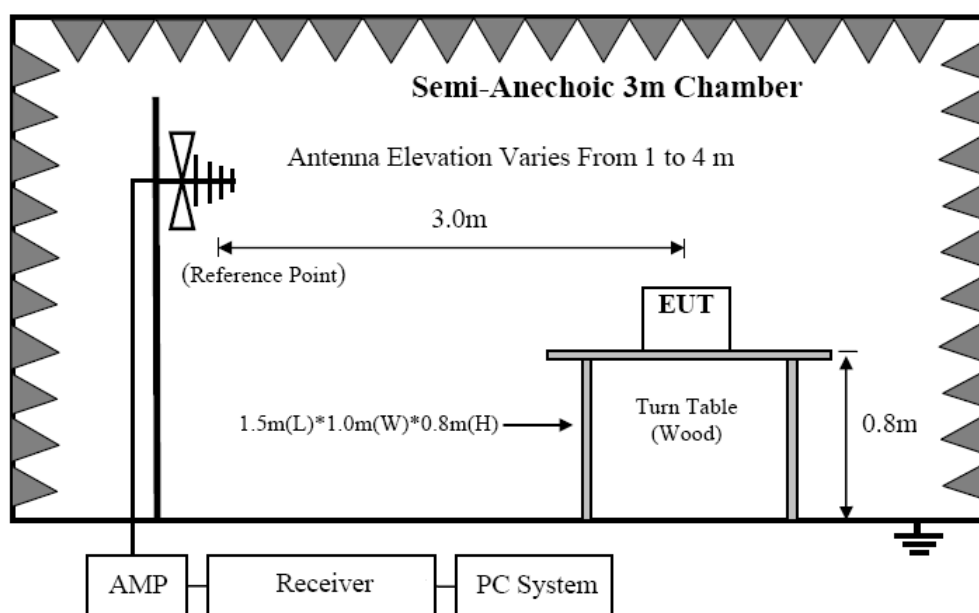 Semi-Anechoic 3m Chamber
Antenna Elevation Varies From 1 to 4 m
3.0m
(Reference Point)
EUT
1.5m(L)*1.0m(W)*0.8m(H)
Turn Table
(Wood)
0.8m
AMP
Receiver
PC System